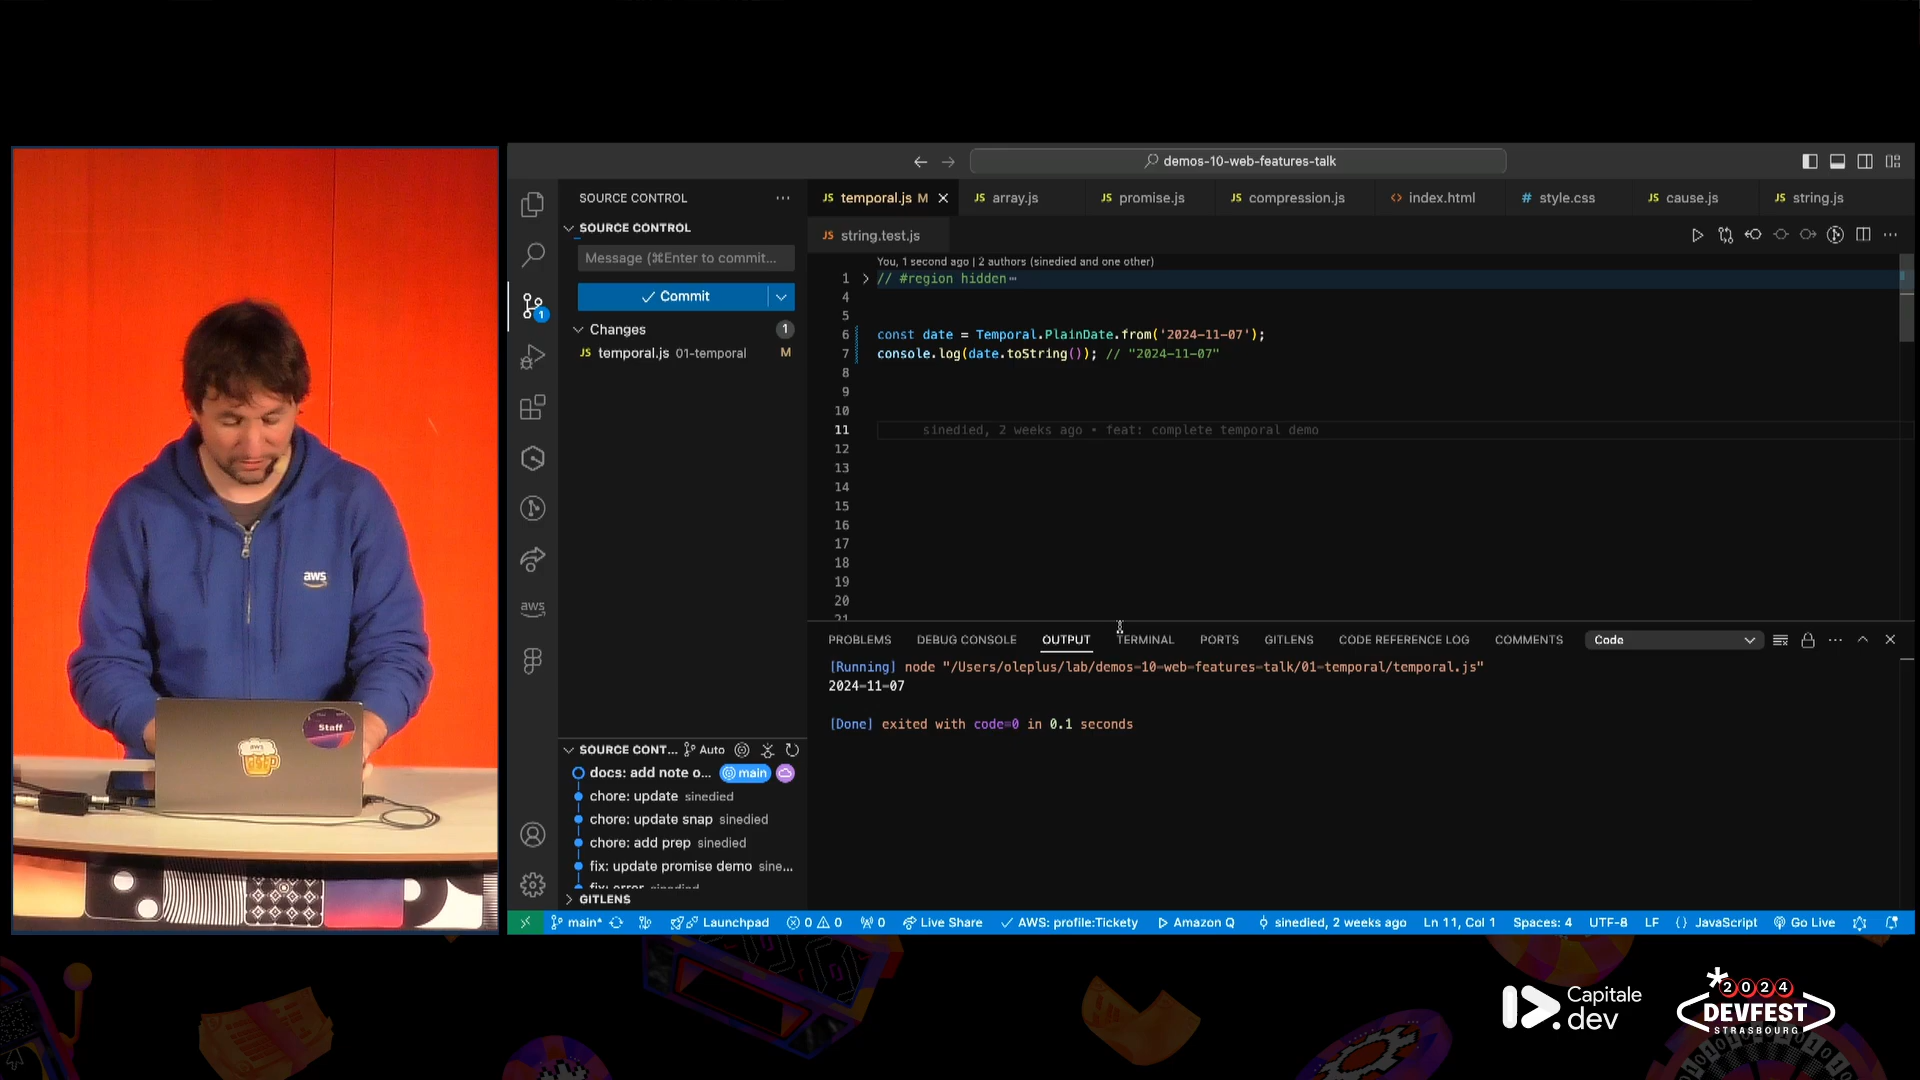 demos-10-web-features-talk
SOURCE CONTROL
SOURCE CONTROL
Message (⌘Enter to commit...
Commit
Changes 1
JS temporal.js 01-temporal M
1
JS temporal.js M
JS array.js
JS promise.js
JS compression.js
<> index.html
# style.css
JS cause.js
JS string.js
JS string.test.js
You, 1 second ago | 2 authors (sinedied and one other)
1 // #region hidden
4
5
6 const date = Temporal.PlainDate.from('2024-11-07');
7 console.log(date.toString()); // "2024-11-07"
8
9
10
11 sinedied, 2 weeks ago • feat: complete temporal demo
12
13
14
15
16
17
18
19
20
21
PROBLEMS DEBUG CONSOLE OUTPUT TERMINAL PORTS GITLENS CODE REFERENCE LOG COMMENTS Code
[Running] node "/Users/oleplus/lab/demos-10-web-features-talk/01-temporal/temporal.js"
2024-11-07
[Done] exited with code=0 in 0.1 seconds
aws
SOURCE CONT... Auto
docs: add note o... main
chore: update sinedied
chore: update snap sinedied
chore: add prep sinedied
fix: update promise demo sine...
fix: error sinedied
GITLENS
main* Launchpad 0 0 0 Live Share AWS: profile:Tickety Amazon Q sinedied, 2 weeks ago Ln 11, Col 1 Spaces: 4 UTF-8 LF {} JavaScript Go Live
aws
Staff
aws
Capitale
dev
2024
DEVFEST
STRASBOURG